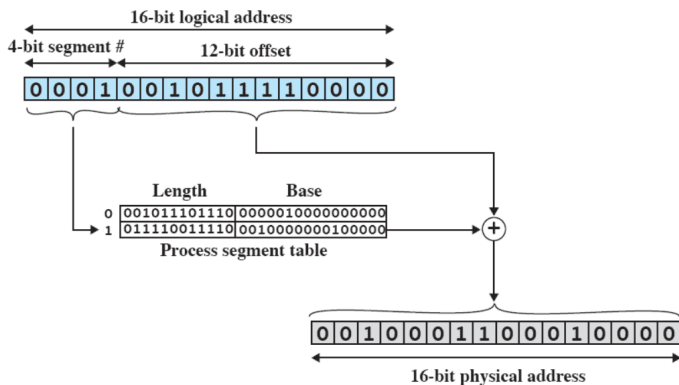 16-bit logical address
4-bit segment # 12-bit offset
0 0 0 1 0 0 1 0 1 1 1 1 0 0 0 0
Length Base
0 001011101110 0000010000000000
1 011110011110 0010000000100000
Process segment table
+
0 0 1 0 0 0 1 1 0 0 0 1 0 0 0 0
16-bit physical address